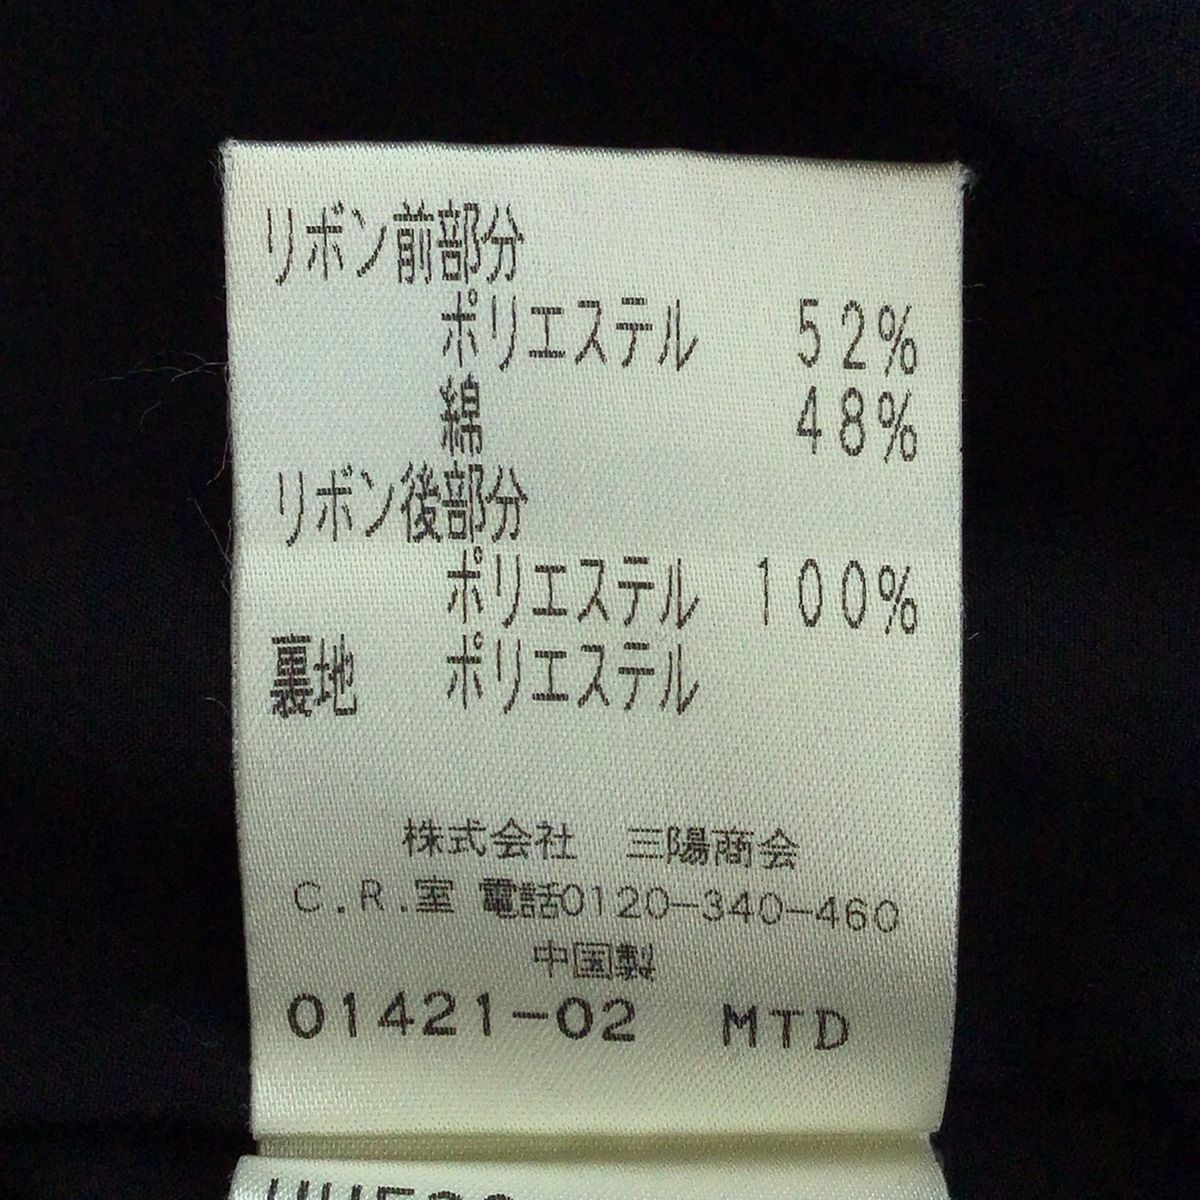 リボン前部分
ポリエステル 52%
綿 48%
リボン後部分
ポリエステル 100%
裏地 ポリエステル
株式会社 三陽商会
C.R.室 電話0120-340-460
中国製
01421-02 MTD